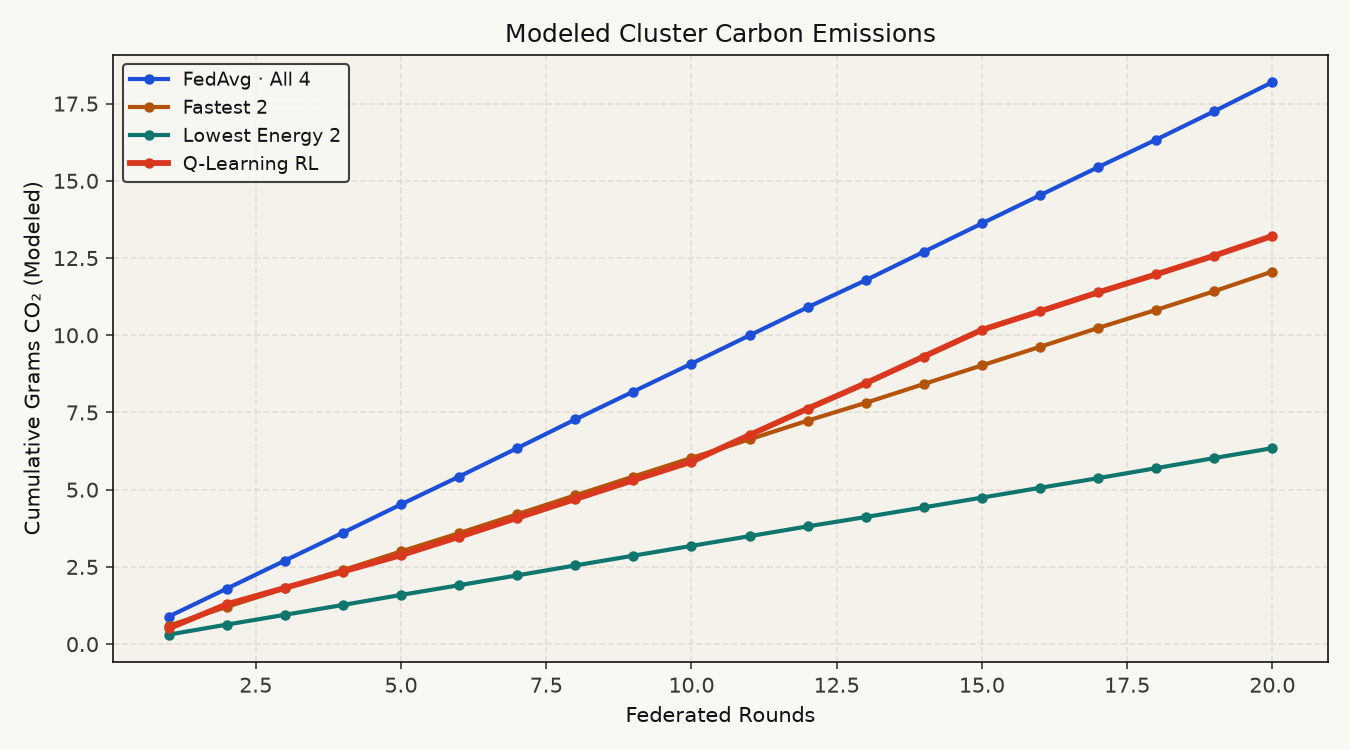 Modeled Cluster Carbon Emissions
FedAvg · All 4
Fastest 2
Lowest Energy 2
Q-Learning RL
Cumulative Grams CO₂ (Modeled)
17.5
15.0
12.5
10.0
7.5
5.0
2.5
0.0
2.5 5.0 7.5 10.0 12.5 15.0 17.5 20.0
Federated Rounds